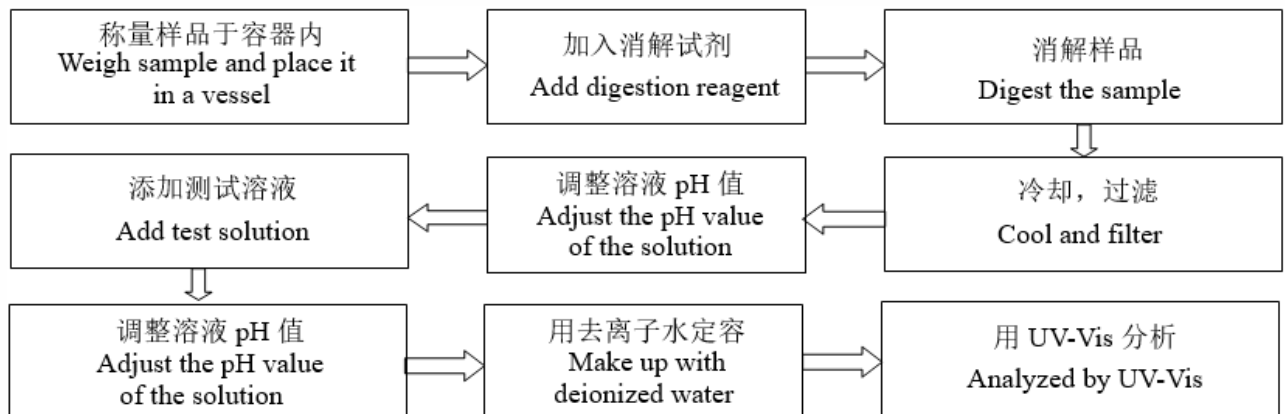 称量样品于容器内
Weigh sample and place it
in a vessel
加入消解试剂
Add digestion reagent
消解样品
Digest the sample
冷却，过滤
Cool and filter
调整溶液 pH 值
Adjust the pH value
of the solution
添加测试溶液
Add test solution
调整溶液 pH 值
Adjust the pH value
of the solution
用去离子水定容
Make up with
deionized water
用 UV-Vis 分析
Analyzed by UV-Vis